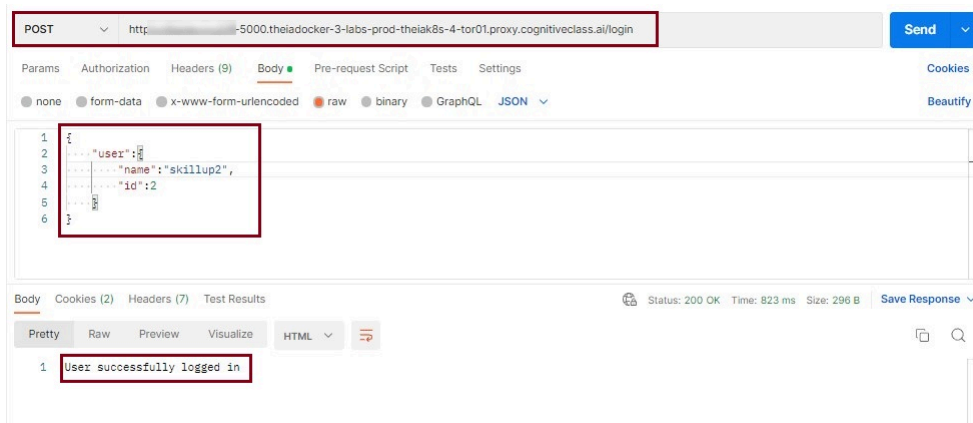 POST http -5000.theiadocker-3-labs-prod-theiak8s-4-tor01.proxy.cognitiveclass.ai/login Send
Params Authorization Headers (9) Body Pre-request Script Tests Settings Cookies
none form-data x-www-form-urlencoded raw binary GraphQL JSON Beautify
1 {
2 "user":{
3 "name":"skillup2",
4 "id":2
5 }
6 }
Body Cookies (2) Headers (7) Test Results Status: 200 OK Time: 823 ms Size: 296 B Save Response
Pretty Raw Preview Visualize HTML
1 User successfully logged in